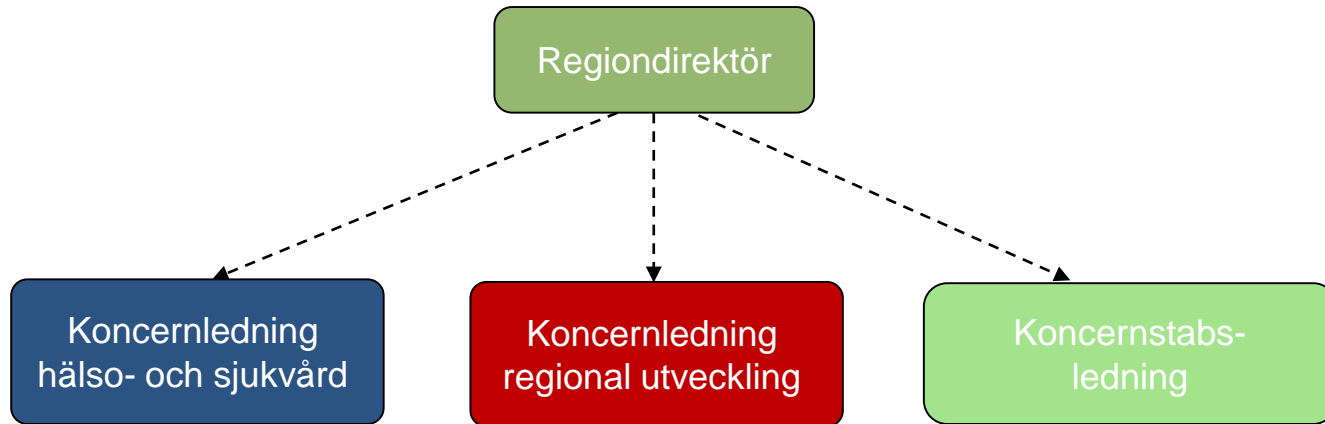 Regiondirektör
Koncernledning
hälso- och sjukvård
Koncernledning
regional utveckling
Koncernstabs-
ledning